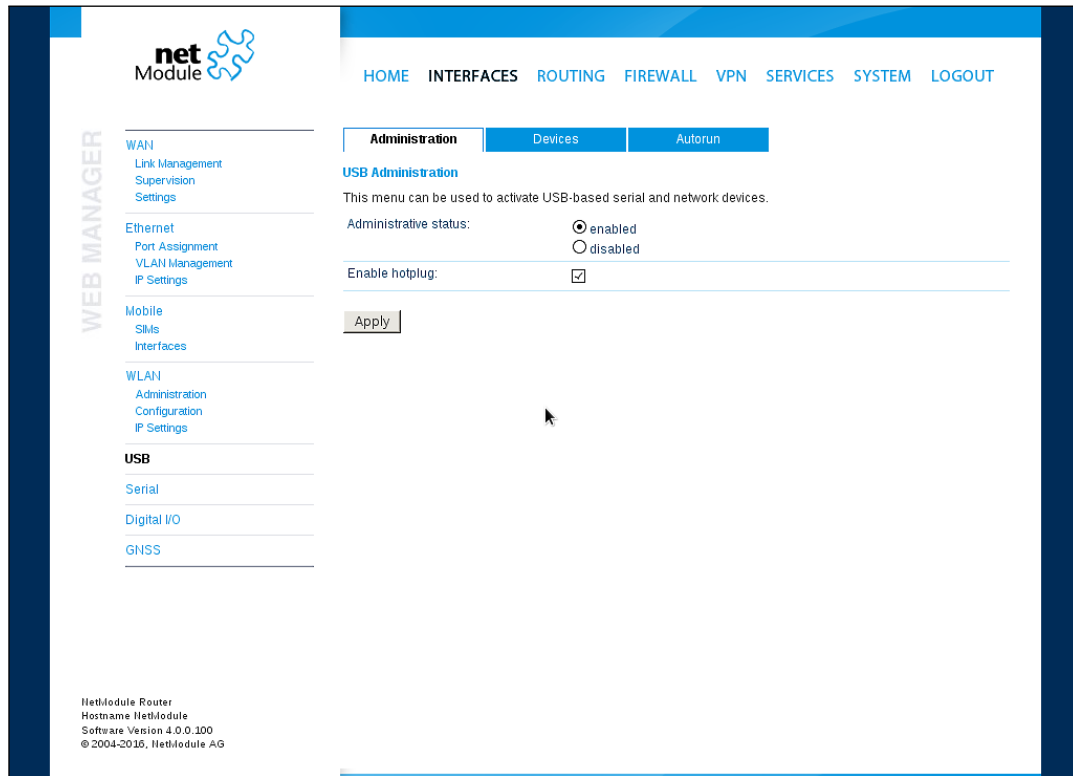 net
Module
HOME INTERFACES ROUTING FIREWALL VPN SERVICES SYSTEM LOGOUT
WEB MANAGER
WAN
Link Management
Supervision
Settings
Ethernet
Port Assignment
VLAN Management
IP Settings
Mobile
SIMs
Interfaces
WLAN
Administration
Configuration
IP Settings
USB
Serial
Digital I/O
GNSS
Administration Devices Autorun
USB Administration
This menu can be used to activate USB-based serial and network devices.
Administrative status:
enabled
disabled
Enable hotplug:
Apply
NetModule Router
Hostname NetModule
Software Version 4.0.0.100
© 2004-2016, NetModule AG